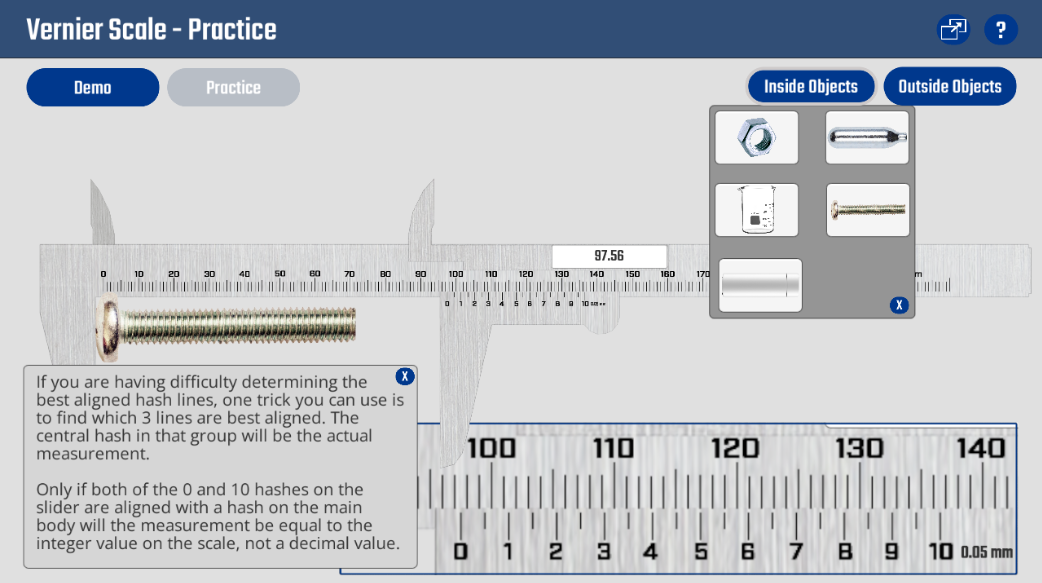 Vernier Scale - Practice
?
Demo
Practice
Inside Objects
Outside Objects
97.56
0 10 20 30 40 50 60 70 80 90 100 110 120 130 140 150 160 170
m
0 1 2 3 4 5 6 7 8 9 10
X
X
If you are having difficulty determining the
best aligned hash lines, one trick you can use is
to find which 3 lines are best aligned. The
central hash in that group will be the actual
measurement.
Only if both of the 0 and 10 hashes on the
slider are aligned with a hash on the main
body will the measurement be equal to the
integer value on the scale, not a decimal value.
100 110 120 130 140
0 1 2 3 4 5 6 7 8 9 10 0.05 mm